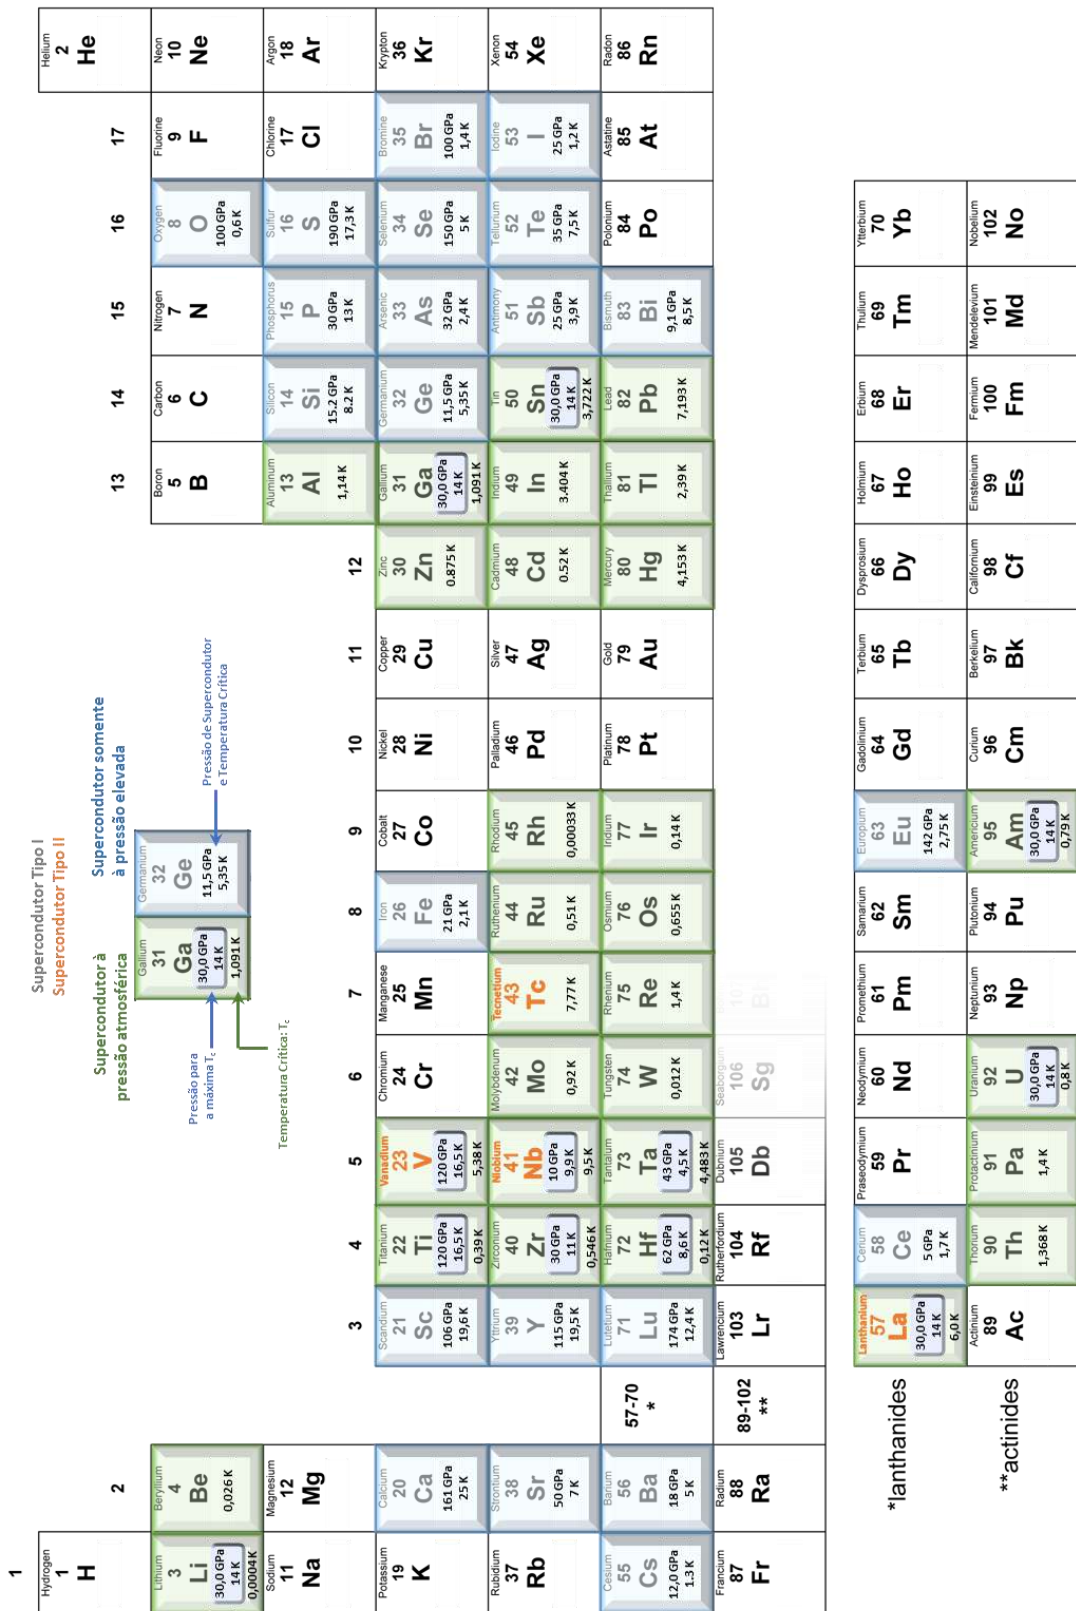 Supercondutor Tipo I
Supercondutor Tipo II
Supercondutor à
pressão atmosférica
Supercondutor somente
à pressão elevada
Pressão para
a máxima Tc
Temperatura Crítica: Tc
Gallium
31
Ga
30,0 GPa
14 K
1,091 K
Germanium
32
Ge
11,5 GPa
5,35 K
Pressão de Supercondutor
e Temperatura Crítica
1
Hydrogen
1
H
Helium
2
He
2
13
14
15
16
17
Lithium
3
Li
30,0 GPa
14 K
0,0004 K
Beryllium
4
Be
0,026 K
Boron
5
B
Carbon
6
C
Nitrogen
7
N
Oxygen
8
O
100 GPa
0,6 K
Fluorine
9
F
Neon
10
Ne
Sodium
11
Na
Magnesium
12
Mg
Aluminum
13
Al
1,14 K
Silicon
14
Si
15.2 GPa
8.2 K
Phosphorus
15
P
30 GPa
13 K
Sulfur
16
S
190 GPa
17,3 K
Chlorine
17
Cl
Argon
18
Ar
3
4
5
6
7
8
9
10
11
12
Potassium
19
K
Calcium
20
Ca
161 GPa
25 K
Scandium
21
Sc
106 GPa
19,6 K
Titanium
22
Ti
120 GPa
16,5 K
0,39 K
Vanadium
23
V
120 GPa
16,5 K
5,38 K
Chromium
24
Cr
Manganese
25
Mn
Iron
26
Fe
21 GPa
2,1 K
Cobalt
27
Co
Nickel
28
Ni
Copper
29
Cu
Zinc
30
Zn
0.875 K
Gallium
31
Ga
30,0 GPa
14 K
1,091 K
Germanium
32
Ge
11,5 GPa
5,35 K
Arsenic
33
As
32 GPa
2,4 K
Selenium
34
Se
150 GPa
5 K
Bromine
35
Br
100 GPa
1,4 K
Krypton
36
Kr
Rubidium
37
Rb
Strontium
38
Sr
50 GPa
7 K
Yttrium
39
Y
115 GPa
19,5 K
Zirconium
40
Zr
30 GPa
11 K
0,546 K
Niobium
41
Nb
10 GPa
9,9 K
9,5 K
Molybdenum
42
Mo
0,92 K
Tecnetium
43
Tc
7,77 K
Ruthenium
44
Ru
0,51 K
Rhodium
45
Rh
0,00033 K
Palladium
46
Pd
Silver
47
Ag
Cadmium
48
Cd
0.52 K
Indium
49
In
3.404 K
Tin
50
Sn
30,0 GPa
14 K
3,722 K
Antimony
51
Sb
25 GPa
3,9 K
Tellurium
52
Te
35 GPa
7,5 K
Iodine
53
I
25 GPa
1,2 K
Xenon
54
Xe
Cesium
55
Cs
12,0 GPa
1.3 K
Barium
56
Ba
18 GPa
5 K
57-70
*
Lutetium
71
Lu
174 GPa
12,4 K
Hafnium
72
Hf
62 GPa
8,6 K
0,12 K
Tantalum
73
Ta
43 GPa
4,5 K
4,483 K
Tungsten
74
W
0,012 K
Rhenium
75
Re
1,4 K
Osmium
76
Os
0,655 K
Iridium
77
Ir
0,14 K
Platinum
78
Pt
Gold
79
Au
Mercury
80
Hg
4,153 K
Thallium
81
Tl
2,39 K
Lead
82
Pb
7,193 K
Bismuth
83
Bi
9,1 GPa
8,5 K
Polonium
84
Po
Astatine
85
At
Radon
86
Rn
Francium
87
Fr
Radium
88
Ra
89-102
**
Lawrencium
103
Lr
Rutherfordium
104
Rf
Dubnium
105
Db
Seaborgium
106
Sg
*lanthanides
Lanthanium
57
La
30,0 GPa
14 K
6,0 K
Cerium
58
Ce
5 GPa
1,7 K
Praseodymium
59
Pr
Neodymium
60
Nd
Promethium
61
Pm
Samarium
62
Sm
Europium
63
Eu
142 GPa
2,75 K
Gadolinium
64
Gd
Terbium
65
Tb
Dysprosium
66
Dy
Holmium
67
Ho
Erbium
68
Er
Thulium
69
Tm
Ytterbium
70
Yb
**actinides
Actinium
89
Ac
Thorium
90
Th
1,368 K
Protactinium
91
Pa
1,4 K
Uranium
92
U
30,0 GPa
14 K
0,8 K
Neptunium
93
Np
Plutonium
94
Pu
Americium
95
Am
30,0 GPa
14 K
0,79 K
Curium
96
Cm
Berkelium
97
Bk
Californium
98
Cf
Einsteinium
99
Es
Fermium
100
Fm
Mendelevium
101
Md
Nobelium
102
No